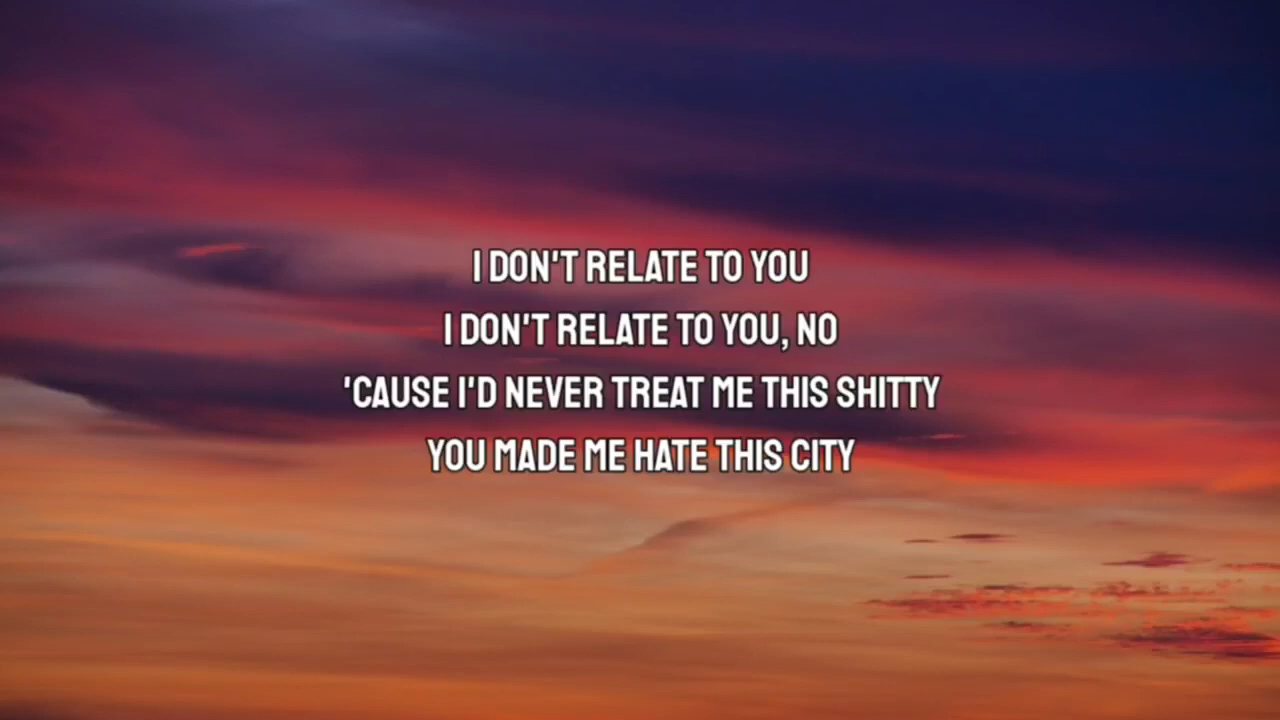 I DON'T RELATE TO YOU
I DON'T RELATE TO YOU, NO
'CAUSE I'D NEVER TREAT ME THIS SHITTY
YOU MADE ME HATE THIS CITY